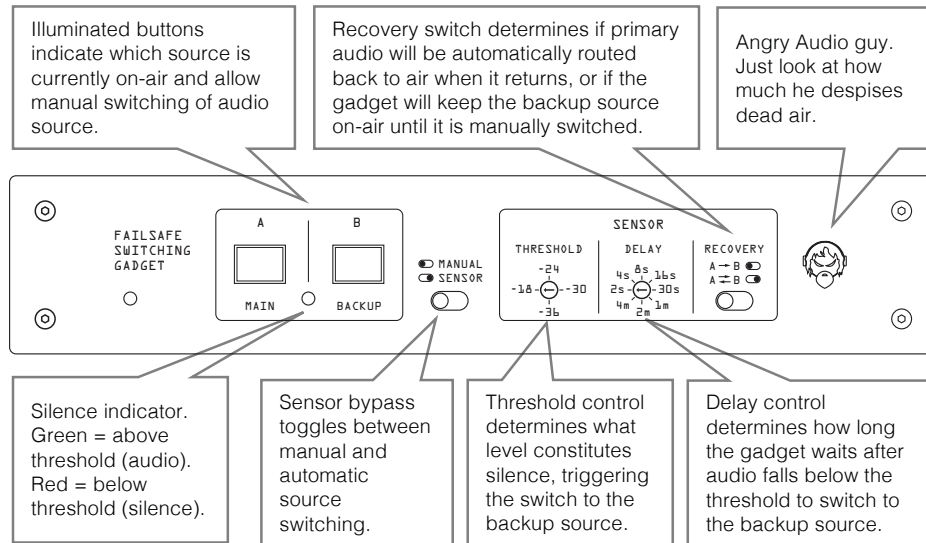 Illuminated buttons
indicate which source is
currently on-air and allow
manual switching of audio
source.
Recovery switch determines if primary
audio will be automatically routed
back to air when it returns, or if the
gadget will keep the backup source
on-air until it is manually switched.
Angry Audio guy.
Just look at how
much he despises
dead air.
FAILSAFE
SWITCHING
GADGET
A
B
MAIN
BACKUP
MANUAL
SENSOR
SENSOR
THRESHOLD
-24
-18
-30
-36
DELAY
8s
4s
16s
2s
30s
4m
1m
2m
RECOVERY
A → B
A ⇄ B
Silence indicator.
Green = above
threshold (audio).
Red = below
threshold (silence).
Sensor bypass
toggles between
manual and
automatic
source
switching.
Threshold control
determines what
level constitutes
silence, triggering
the switch to the
backup source.
Delay control
determines how long
the gadget waits after
audio falls below the
threshold to switch to
the backup source.